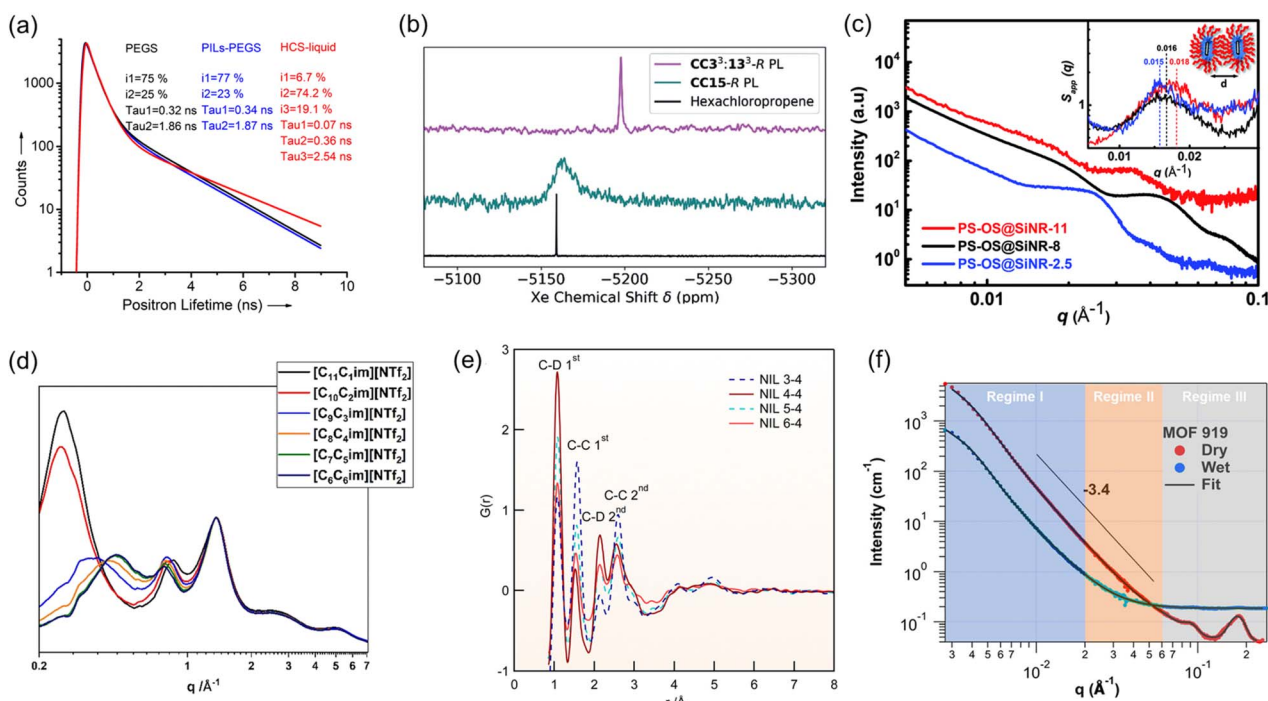 (a)
1000
100
10
1
Counts
PEGS
i1=75 %
i2=25 %
Tau1=0.32 ns
Tau2=1.86 ns
PILs-PEGS
i1=77 %
i2=23 %
Tau1=0.34 ns
Tau2=1.87 ns
HCS-liquid
i1=6.7 %
i2=74.2 %
i3=19.1 %
Tau1=0.07 ns
Tau2=0.36 ns
Tau3=2.54 ns
0 2 4 6 8 10
Positron Lifetime (ns)
(b)
CC3³:13³-R PL
CC15-R PL
Hexachloropropene
−5100 −5150 −5200 −5250 −5300
Xe Chemical Shift δ (ppm)
(c)
Intensity (a.u)
10⁴
10³
10²
10¹
10⁰
PS-OS@SiNR-11
PS-OS@SiNR-8
PS-OS@SiNR-2.5
0.01 0.1
q (Å⁻¹)
Sapp (q)
1
0.016
0.015 0.018
d
0.01 0.02
q (Å⁻¹)
(d)
[C₁₁C₁im][NTf₂]
[C₁₀C₂im][NTf₂]
[C₉C₃im][NTf₂]
[C₈C₄im][NTf₂]
[C₇C₅im][NTf₂]
[C₆C₆im][NTf₂]
0.2 1 2 3 4 5 6 7
q /Å⁻¹
(e)
G(r)
3
2
1
0
-1
C-D 1st
C-C 1st
C-D 2nd
C-C 2nd
NIL 3-4
NIL 4-4
NIL 5-4
NIL 6-4
0 1 2 3 4 5 6 7 8
(f)
Intensity (cm⁻¹)
10³
10²
10¹
10⁰
10⁻¹
Regime I Regime II Regime III
MOF 919
Dry
Wet
Fit
-3.4
3 4 5 6 7 10⁻² 2 3 4 5 6 7 10⁻¹ 2
q (Å⁻¹)